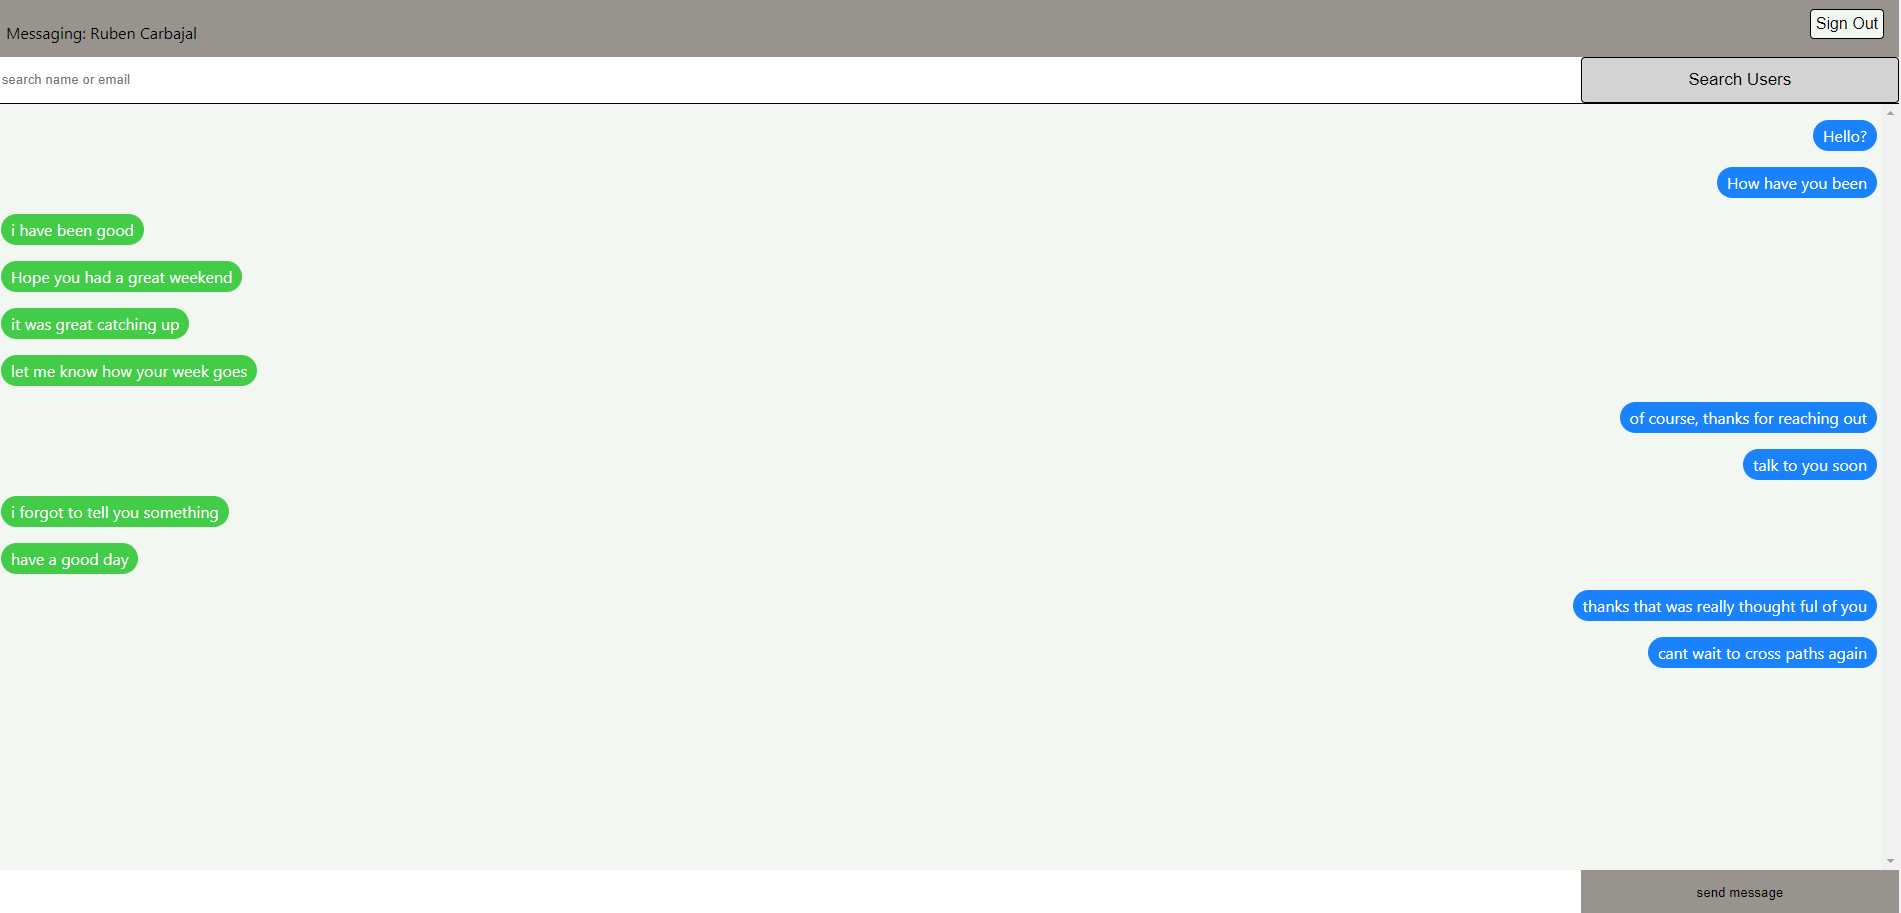 Messaging: Ruben Carbajal
Sign Out
search name or email
Search Users
Hello?
How have you been
i have been good
Hope you had a great weekend
it was great catching up
let me know how your week goes
of course, thanks for reaching out
talk to you soon
i forgot to tell you something
have a good day
thanks that was really thought ful of you
cant wait to cross paths again
send message